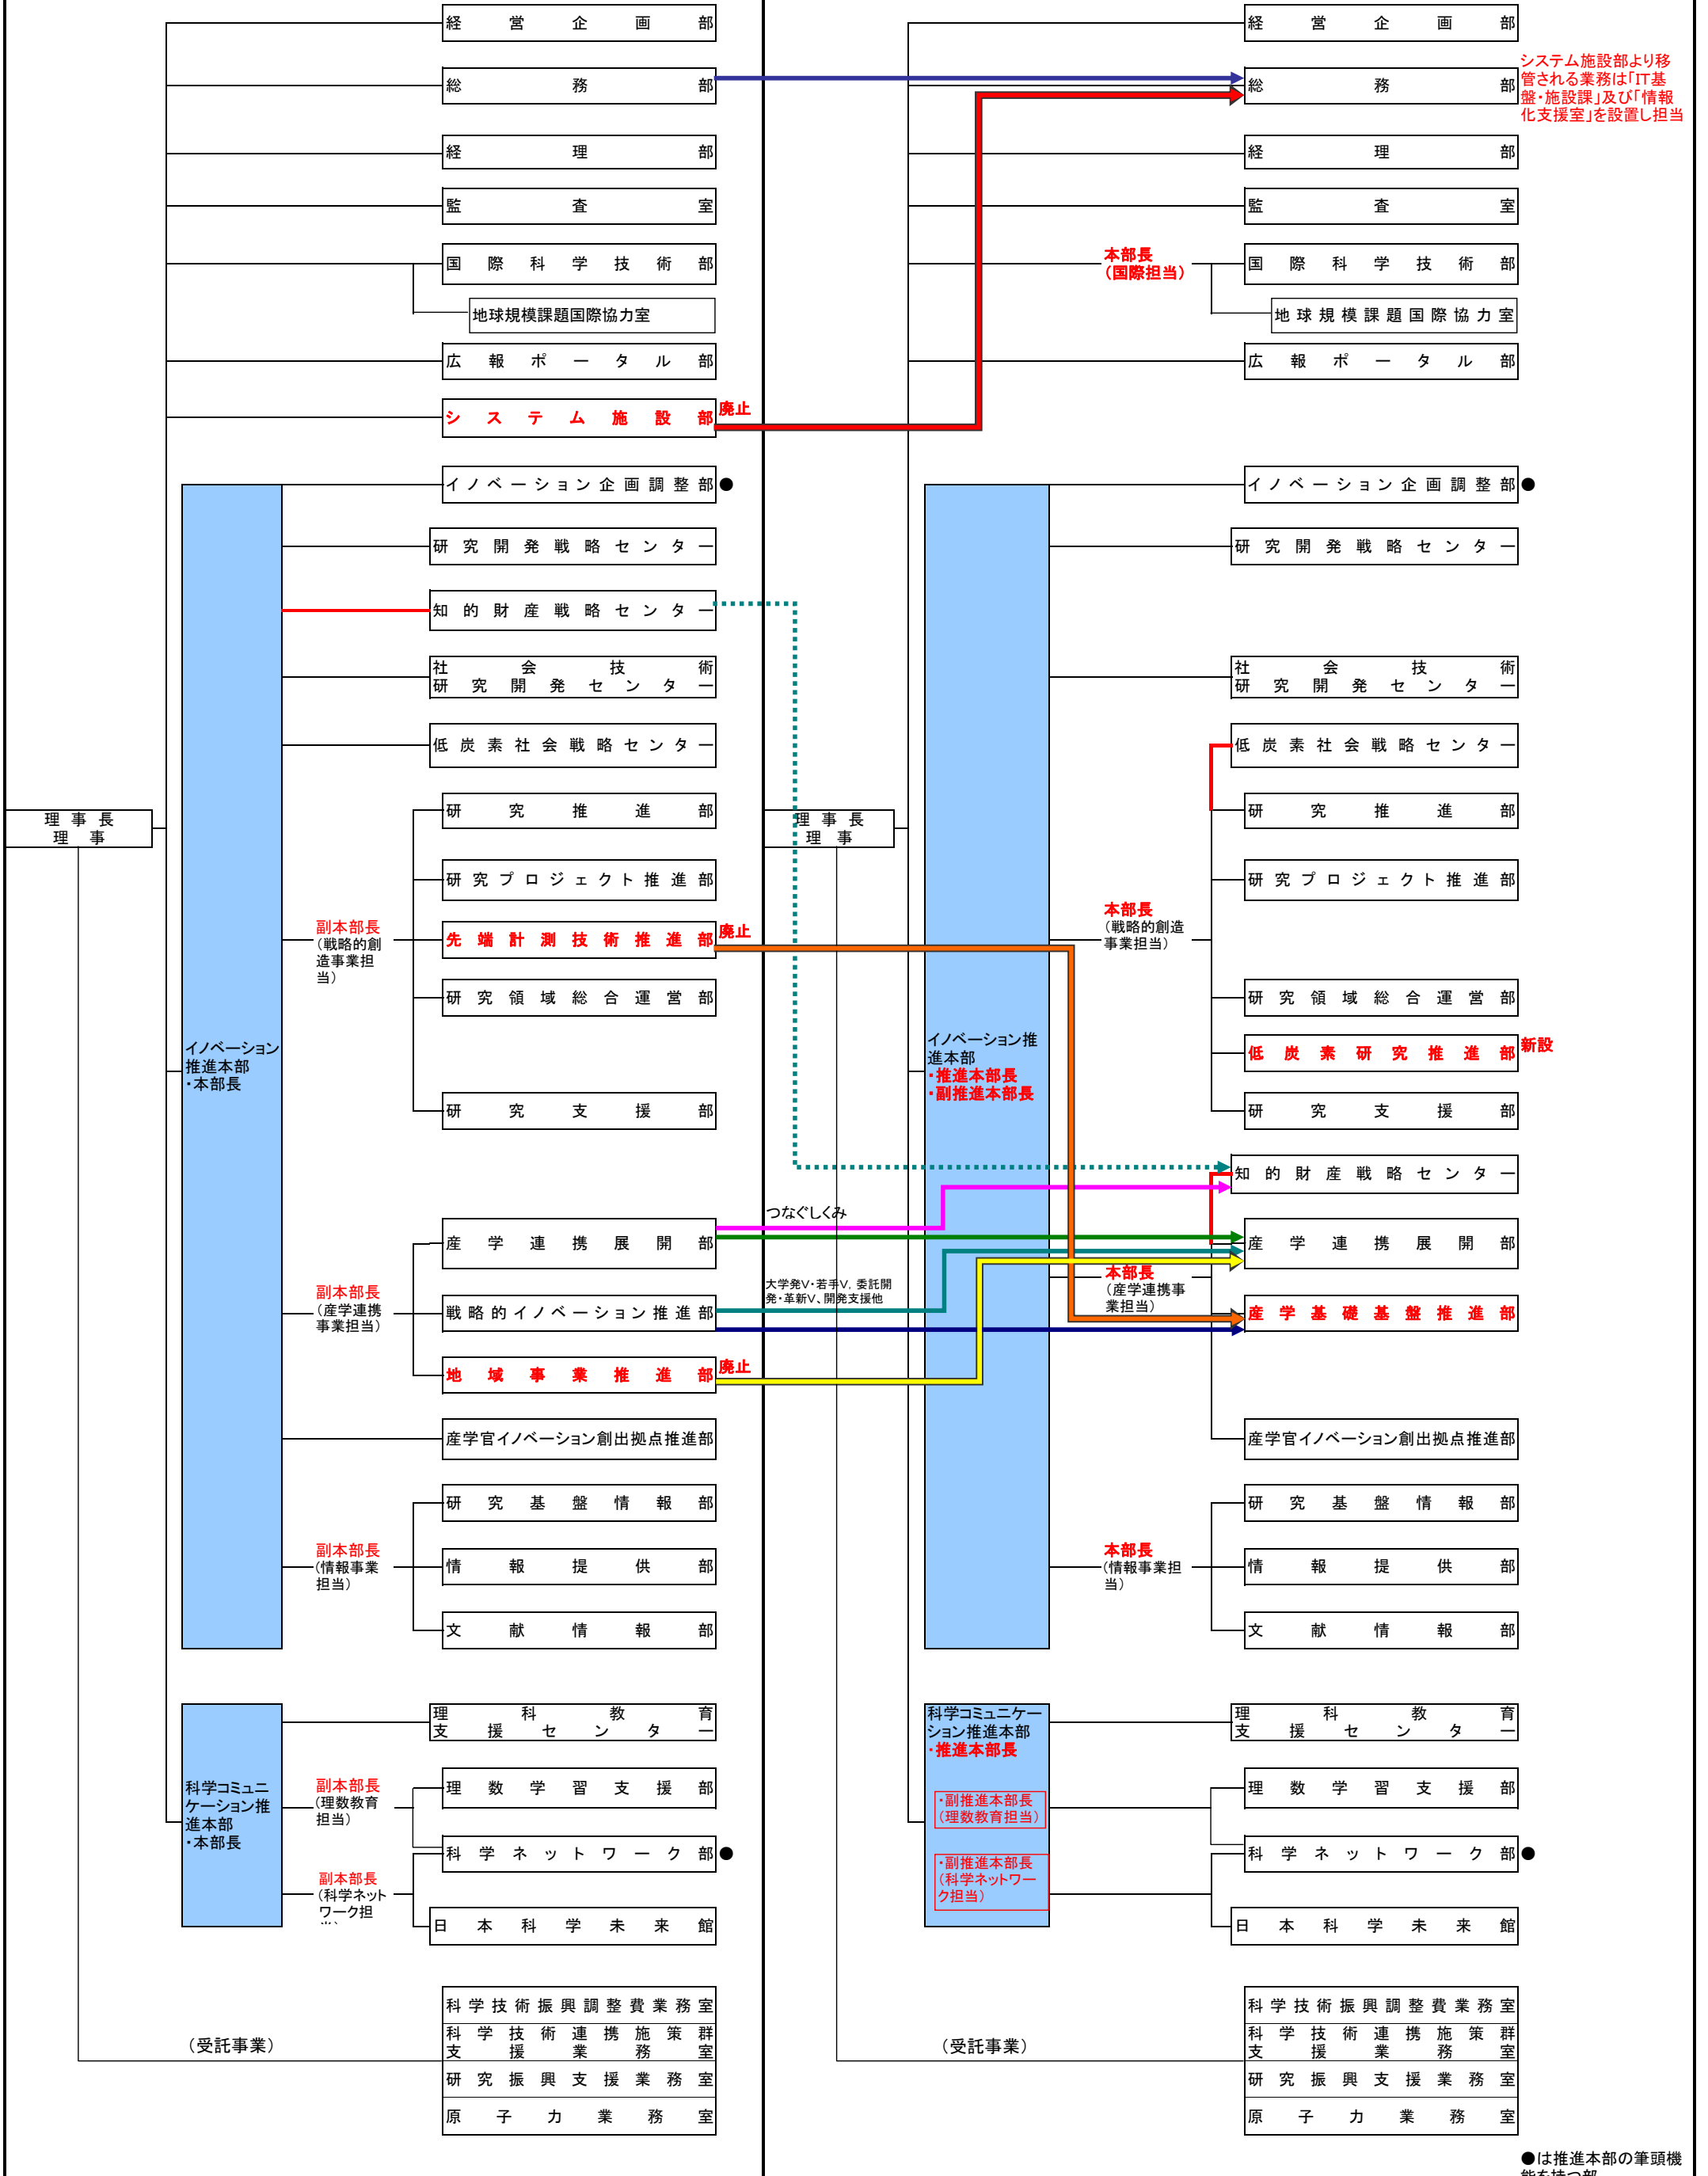 経営企画部
総務部
経理部
監査室
国際科学技術部
地球規模課題国際協力室
広報ポータル部
システム施設部
廃止
イノベーション企画調整部●
研究開発戦略センター
知的財産戦略センター
社会技術
研究開発センター
低炭素社会戦略センター
理事長
理事
研究推進部
研究プロジェクト推進部
副本部長
（戦略的創
造事業担
当）
先端計測技術推進部
廃止
研究領域総合運営部
イノベーション
推進本部
・本部長
研究支援部
産学連携展開部
つなぐしくみ
副本部長
（産学連携
事業担当）
戦略的イノベーション推進部
大学発V・若手V、委託開
発・革新V、開発支援他
地域事業推進部
廃止
産学官イノベーション創出拠点推進部
研究基盤情報部
副本部長
（情報事業
担当）
情報提供部
文献情報部
理科教育
支援センター
科学コミュニ
ケーション推
進本部
・本部長
副本部長
（理数教育
担当）
理数学習支援部
科学ネットワーク部●
副本部長
（科学ネット
ワーク担
日本科学未来館
（受託事業）
科学技術振興調整費業務室
科学技術連携施策群
支援業務室
研究振興支援業務室
原子力業務室
経営企画部
総務部
システム施設部より移
管される業務は「IT基
盤・施設課」及び「情報
化支援室」を設置し担当
経理部
監査室
本部長
（国際担当）
国際科学技術部
地球規模課題国際協力室
広報ポータル部
イノベーション企画調整部●
研究開発戦略センター
社会技術
研究開発センター
低炭素社会戦略センター
理事長
理事
研究推進部
研究プロジェクト推進部
本部長
（戦略的創造
事業担当）
研究領域総合運営部
イノベーション推
進本部
・推進本部長
・副推進本部長
低炭素研究推進部
新設
研究支援部
知的財産戦略センター
産学連携展開部
本部長
（産学連携事
業担当）
産学基礎基盤推進部
産学官イノベーション創出拠点推進部
研究基盤情報部
本部長
（情報事業担
当）
情報提供部
文献情報部
科学コミュニケー
ション推進本部
・推進本部長
理科教育
支援センター
・副推進本部長
（理数教育担当）
理数学習支援部
科学ネットワーク部●
・副推進本部長
（科学ネットワー
ク担当）
日本科学未来館
（受託事業）
科学技術振興調整費業務室
科学技術連携施策群
支援業務室
研究振興支援業務室
原子力業務室
●は推進本部の筆頭機
能を持つ部